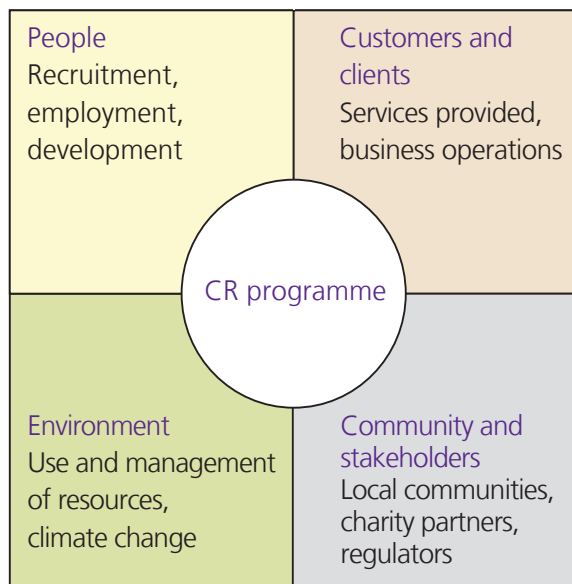 People
Recruitment,
employment,
development
Customers and
clients
Services provided,
business operations
CR programme
Environment
Use and management
of resources,
climate change
Community and
stakeholders
Local communities,
charity partners,
regulators